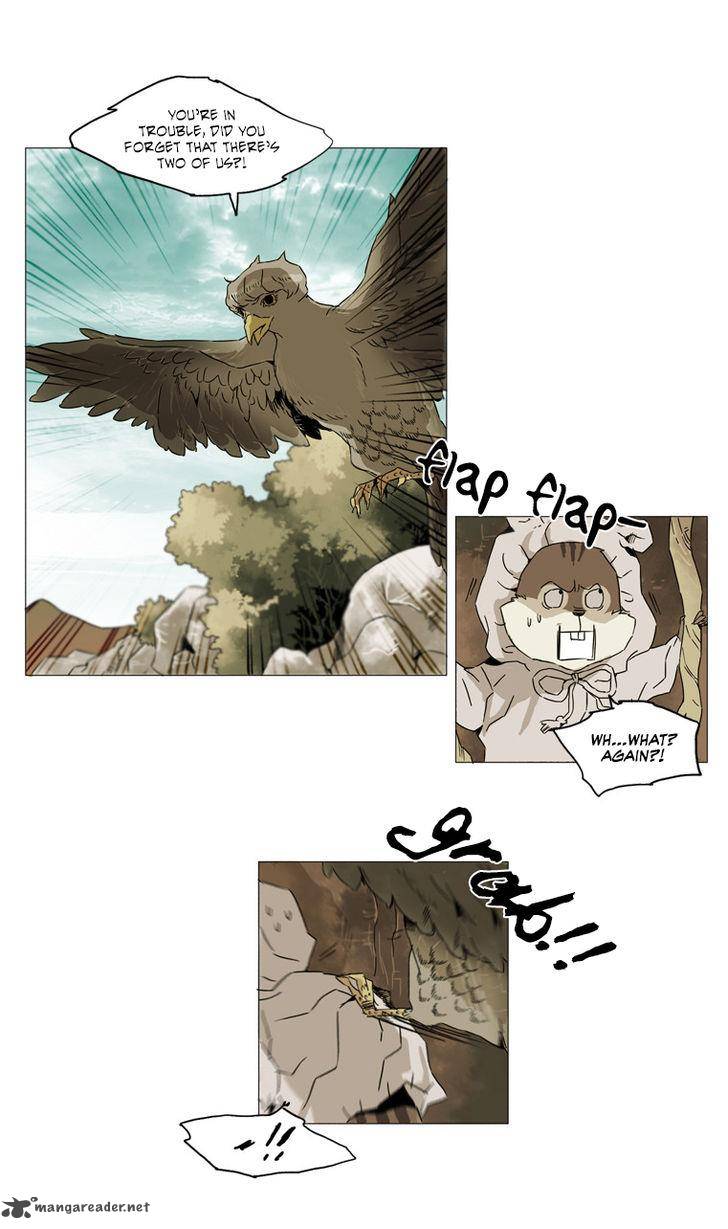 YOU'RE IN
TROUBLE, DID YOU
FORGET THAT THERE'S
TWO OF US?!
flap flap-
WH...WHAT?
AGAIN?!
grab!!
-!!
mangareader.net